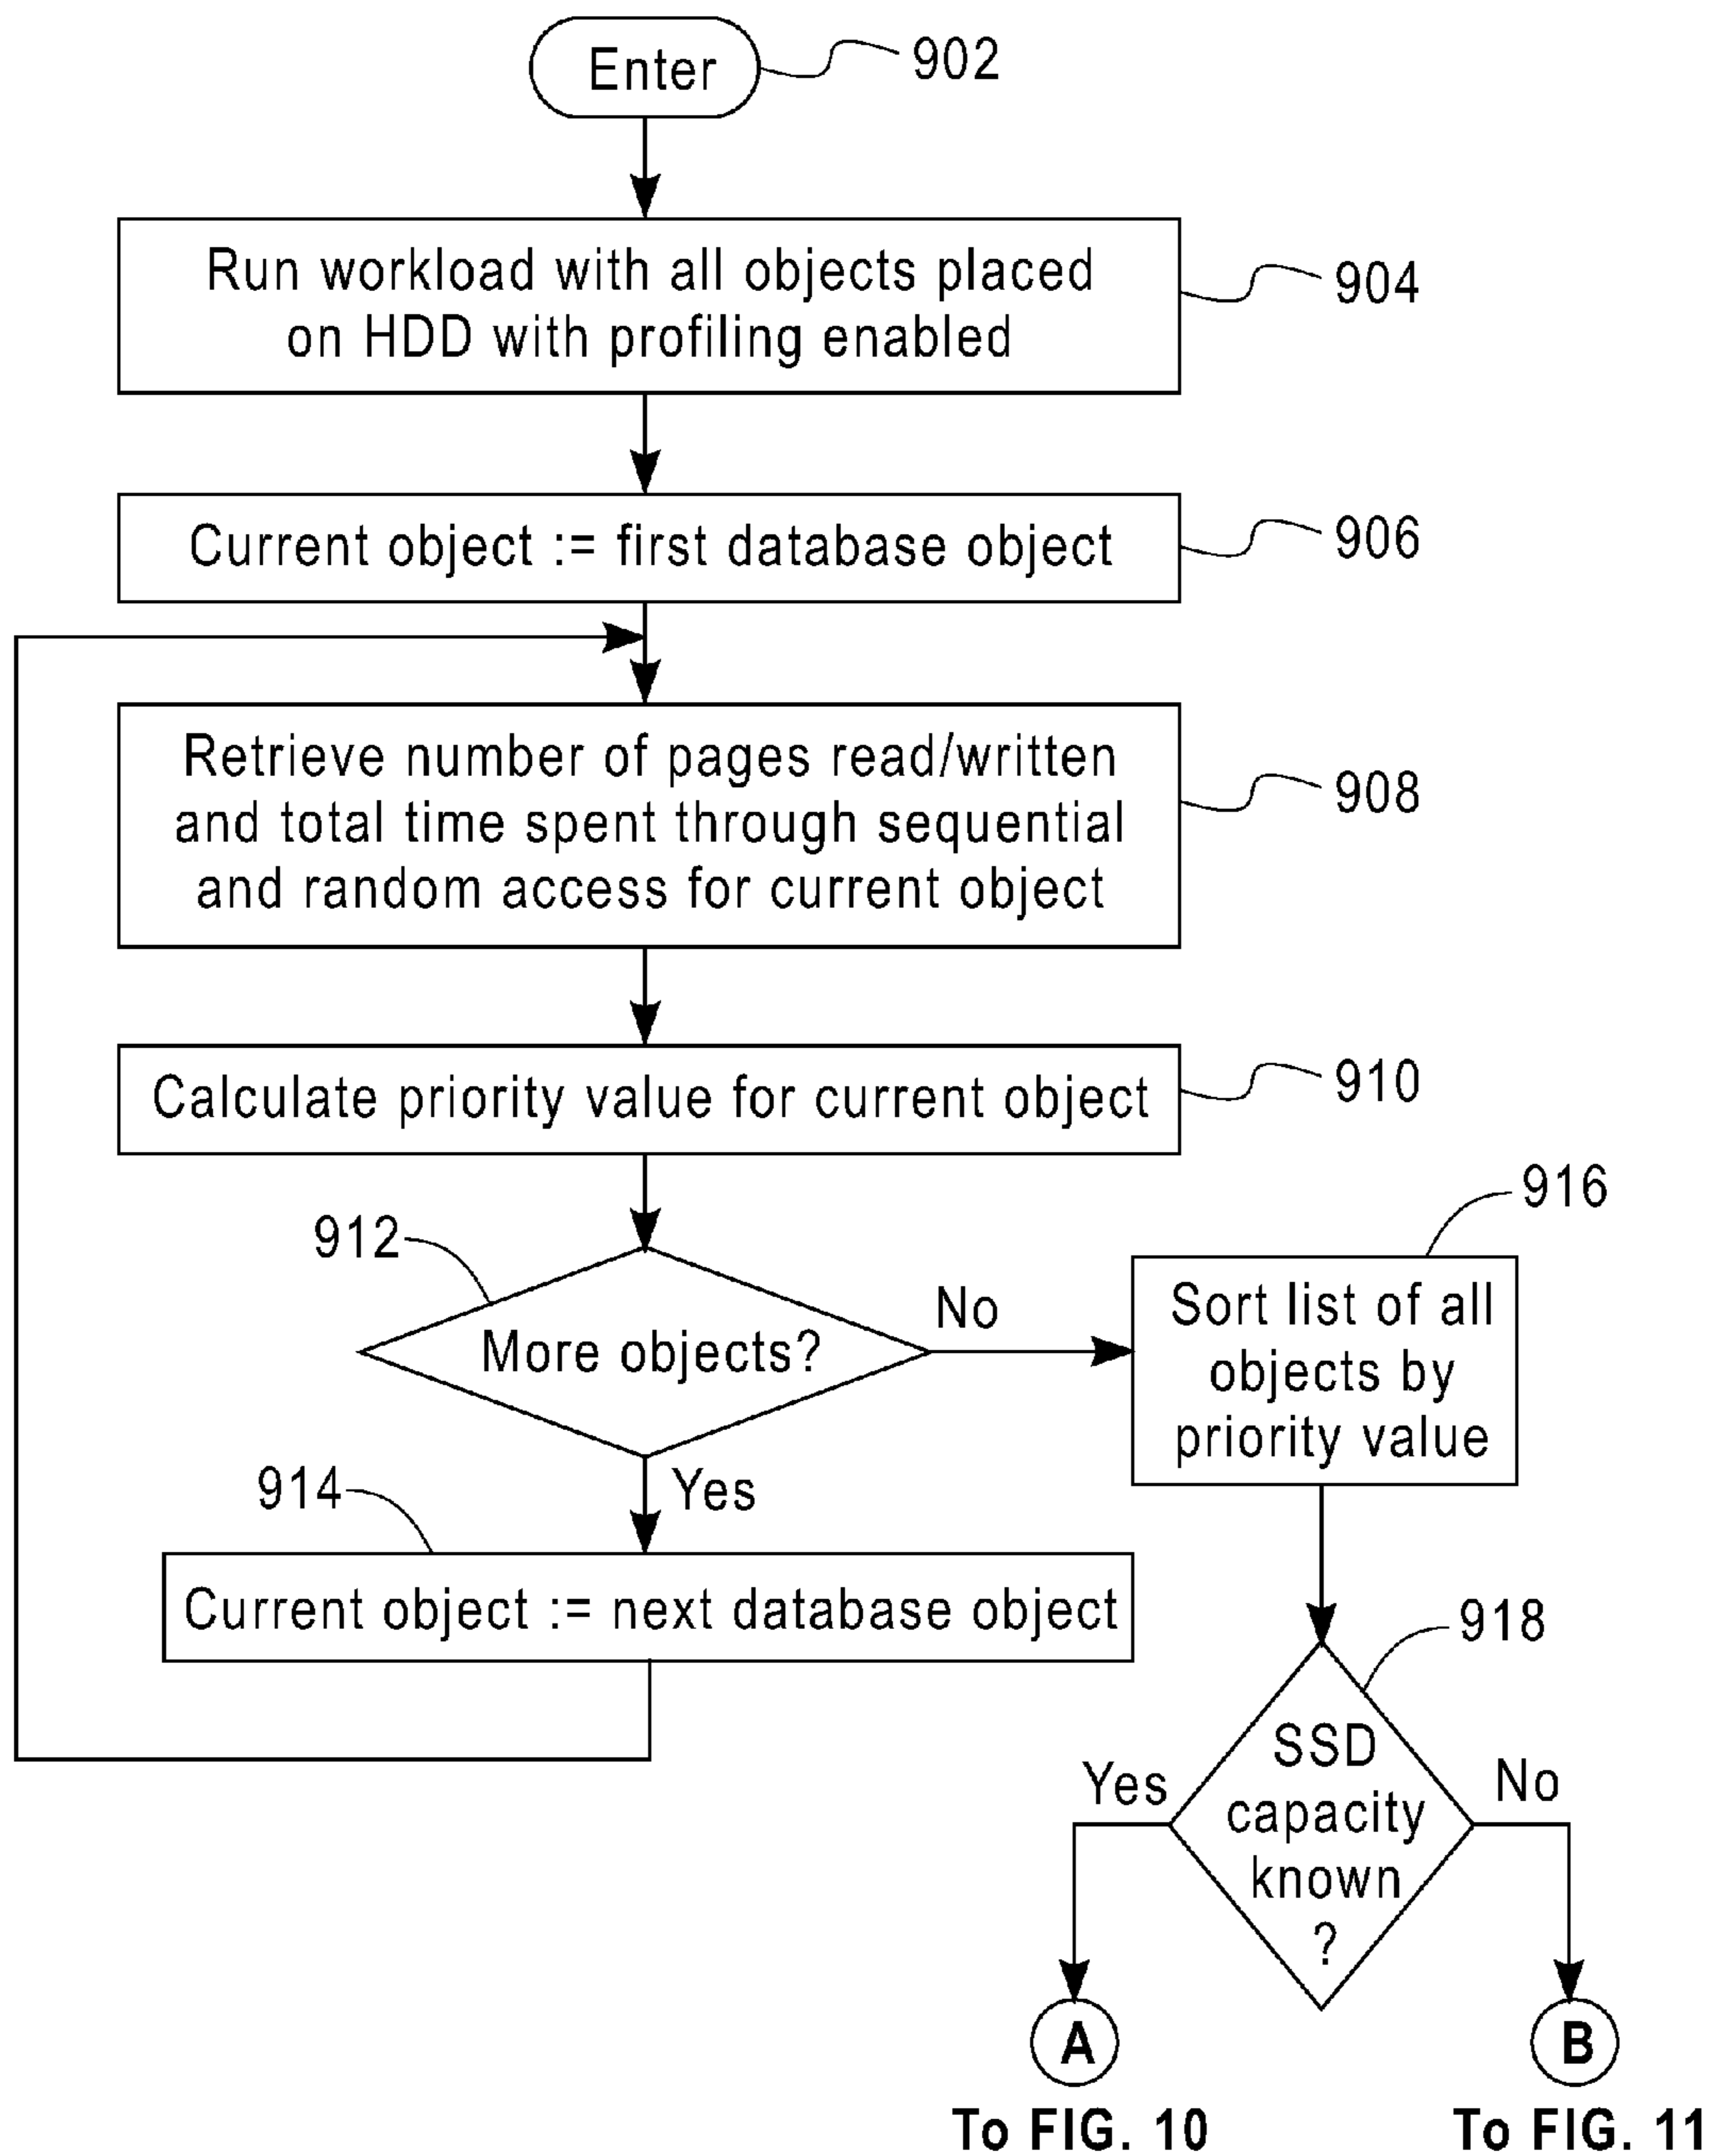 Enter
902
Run workload with all objects placed
on HDD with profiling enabled
904
Current object := first database object
906
Retrieve number of pages read/written
and total time spent through sequential
and random access for current object
908
Calculate priority value for current object
910
912
More objects?
No
916
Sort list of all
objects by
priority value
Yes
914
Current object := next database object
918
SSD
capacity
known
?
Yes
No
A
B
To FIG. 10
To FIG. 11